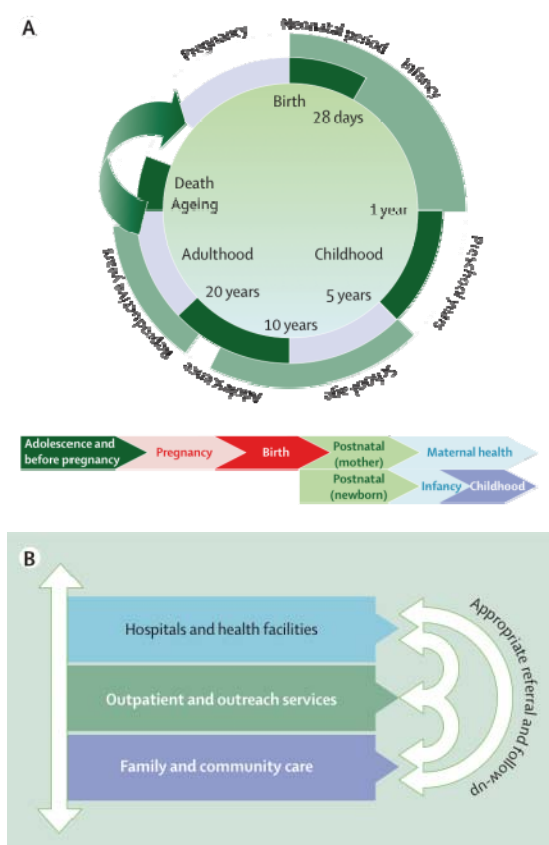 A
Pregnancy
Neonatal period
Infancy
Birth
28 days
Death
Ageing
1 year
Adulthood
Childhood
Preschool years
20 years
5 years
10 years
Reproductive years
Adolescence
School-age
Adolescence and
before pregnancy
Pregnancy
Birth
Postnatal
(mother)
Maternal health
Postnatal
(newborn)
Infancy
Childhood
B
Hospitals and health facilities
Outpatient and outreach services
Family and community care
Appropriate referral and follow-up